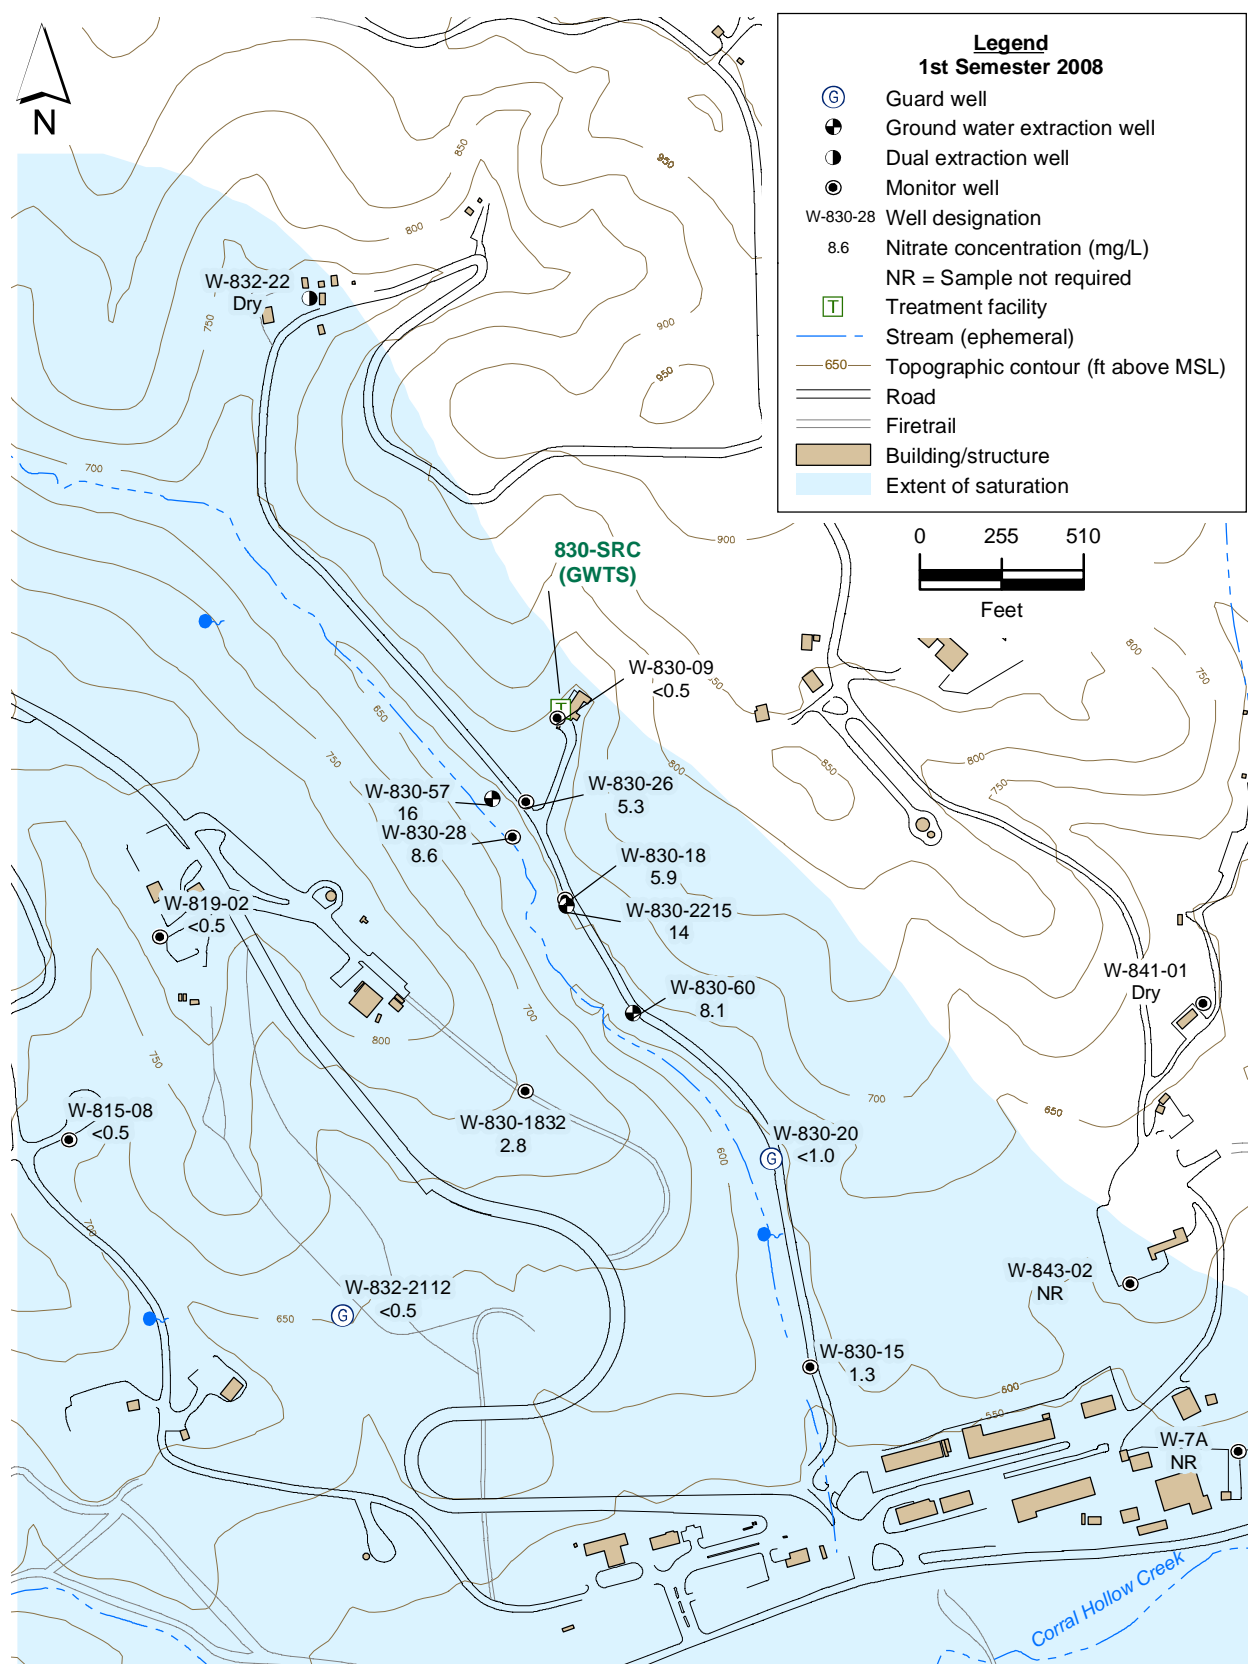 Legend
1st Semester 2008
G Guard well
Ground water extraction well
Dual extraction well
Monitor well
W-830-28 Well designation
8.6 Nitrate concentration (mg/L)
NR = Sample not required
T Treatment facility
Stream (ephemeral)
650 Topographic contour (ft above MSL)
Road
Firetrail
Building/structure
Extent of saturation
0 255 510
Feet
N
850
950
800
W-832-22
Dry
750
900
950
700
900
830-SRC
(GWTS)
800
750
W-830-09
<0.5
T
650
750
800
800
850
750
W-830-57
16
W-830-26
5.3
W-830-28
8.6
W-830-18
5.9
W-819-02
<0.5
W-830-2215
14
W-841-01
Dry
W-830-60
8.1
700
800
750
700
650
W-815-08
<0.5
W-830-1832
2.8
W-830-20
<1.0
G
600
700
W-843-02
NR
W-832-2112
<0.5
G
650
W-830-15
1.3
600
550
W-7A
NR
Corral Hollow Creek